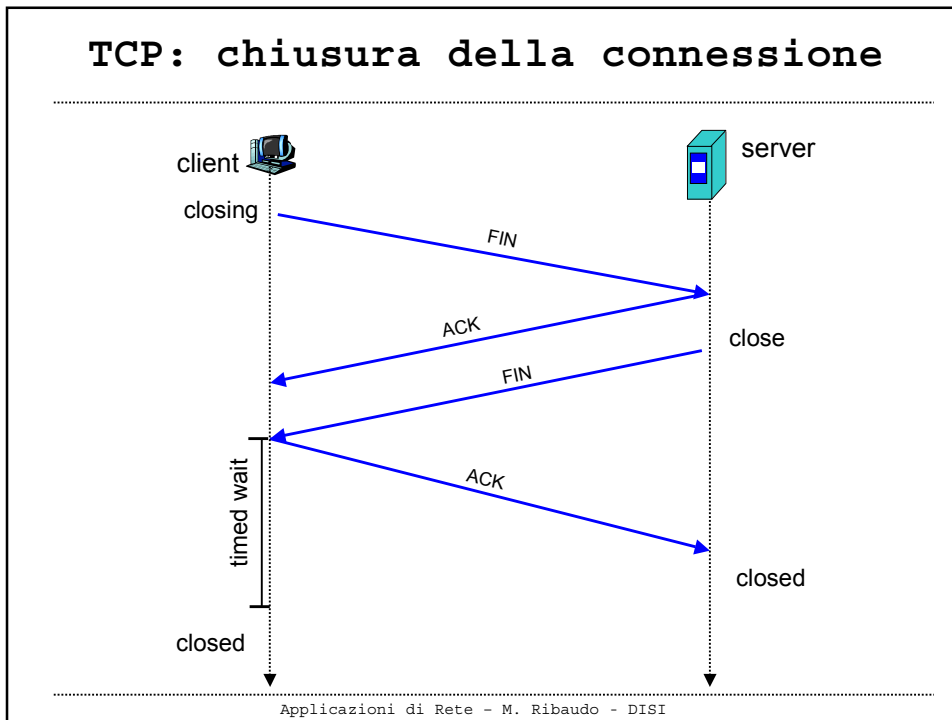 TCP: chiusura della connessione
client
server
closing
FIN
ACK
close
FIN
timed wait
ACK
closed
closed
Applicazioni di Rete – M. Ribaudo - DISI